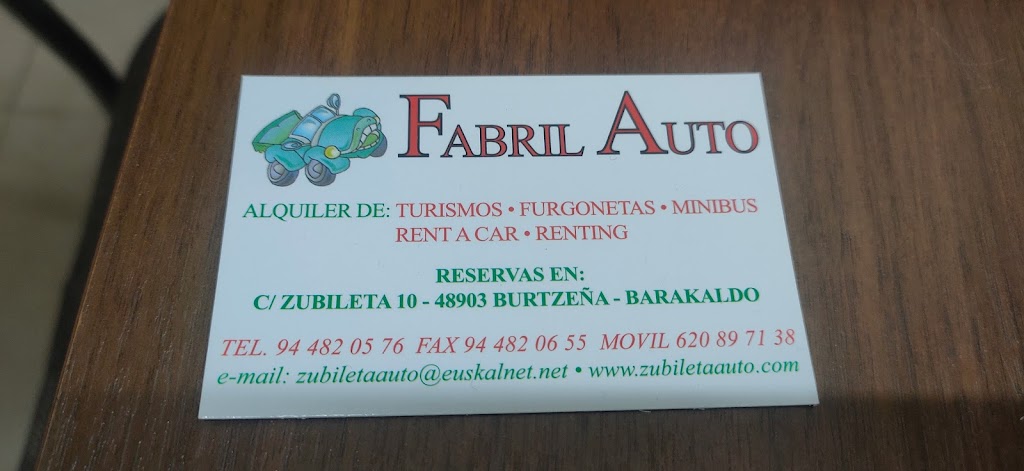 FABRIL AUTO
ALQUILER DE: TURISMOS • FURGONETAS • MINIBUS
RENT A CAR • RENTING
RESERVAS EN:
C/ ZUBILETA 10 - 48903 BURTZEÑA - BARAKALDO
TEL. 94 482 05 76 FAX 94 482 06 55 MOVIL 620 89 71 38
e-mail: zubiletaauto@euskalnet.net • www.zubiletaauto.com